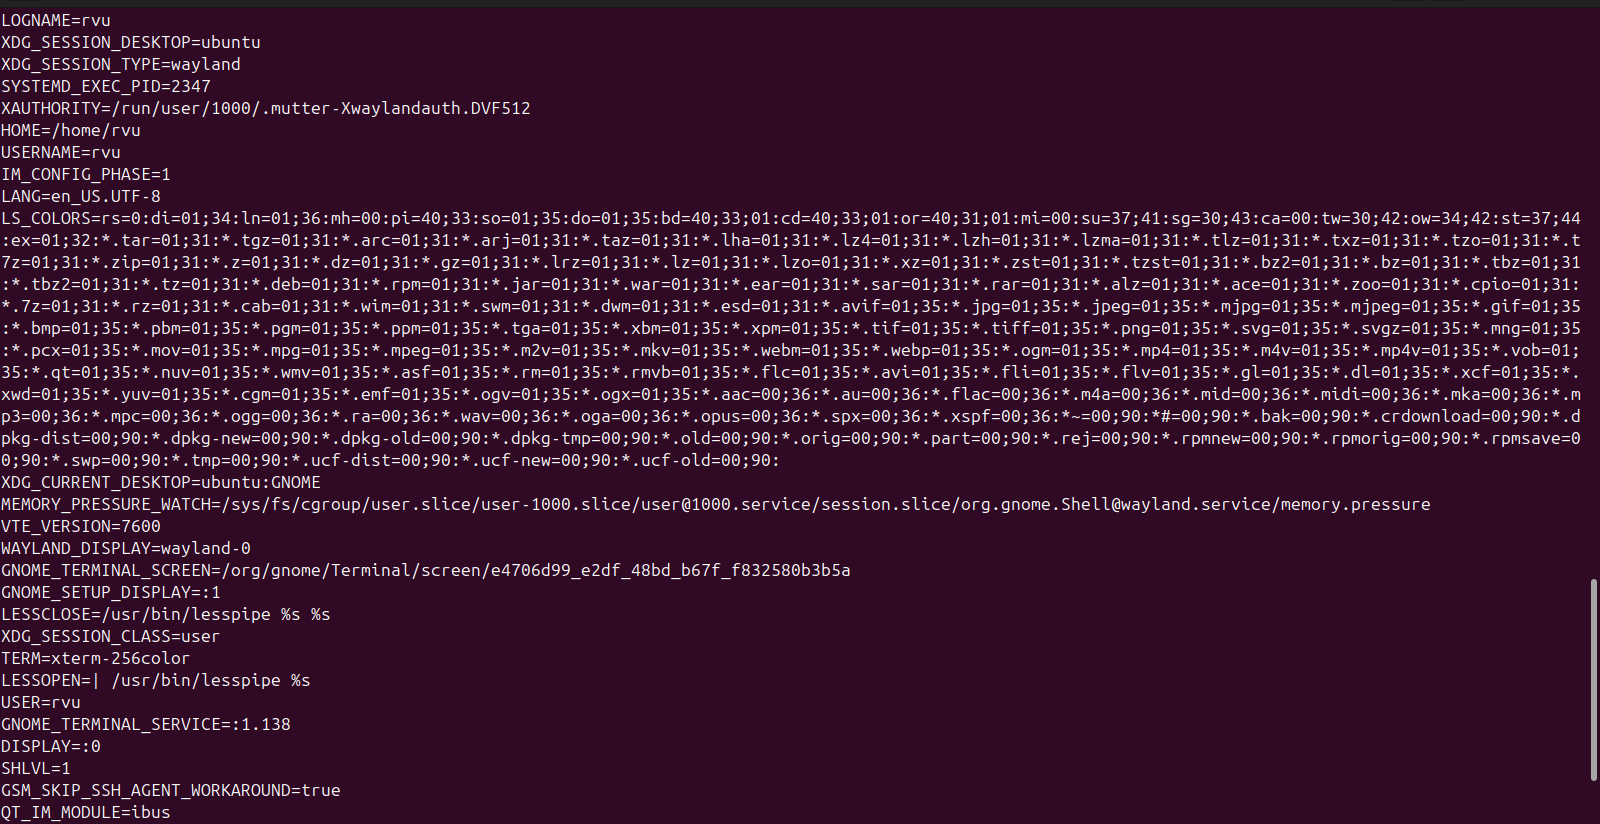 LOGNAME=rvu
XDG_SESSION_DESKTOP=ubuntu
XDG_SESSION_TYPE=wayland
SYSTEMD_EXEC_PID=2347
XAUTHORITY=/run/user/1000/.mutter-Xwaylandauth.DVF512
HOME=/home/rvu
USERNAME=rvu
IM_CONFIG_PHASE=1
LANG=en_US.UTF-8
LS_COLORS=rs=0:di=01;34:ln=01;36:mh=00:pi=40;33:so=01;35:do=01;35:bd=40;33;01:cd=40;33;01:or=40;31;01:mi=00:su=37;41:sg=30;43:ca=00:tw=30;42:ow=34;42:st=37;44
:ex=01;32:*.tar=01;31:*.tgz=01;31:*.arc=01;31:*.arj=01;31:*.taz=01;31:*.lha=01;31:*.lz4=01;31:*.lzh=01;31:*.lzma=01;31:*.tlz=01;31:*.txz=01;31:*.tzo=01;31:*.t
7z=01;31:*.zip=01;31:*.z=01;31:*.dz=01;31:*.gz=01;31:*.lrz=01;31:*.lz=01;31:*.lzo=01;31:*.xz=01;31:*.zst=01;31:*.tzst=01;31:*.bz2=01;31:*.bz=01;31:*.tbz=01;31
:*.tbz2=01;31:*.tz=01;31:*.deb=01;31:*.rpm=01;31:*.jar=01;31:*.war=01;31:*.ear=01;31:*.sar=01;31:*.rar=01;31:*.alz=01;31:*.ace=01;31:*.zoo=01;31:*.cpio=01;31:
*.7z=01;31:*.rz=01;31:*.cab=01;31:*.wim=01;31:*.swm=01;31:*.dwm=01;31:*.esd=01;31:*.avif=01;35:*.jpg=01;35:*.jpeg=01;35:*.mjpg=01;35:*.mjpeg=01;35:*.gif=01;35
:*.bmp=01;35:*.pbm=01;35:*.pgm=01;35:*.ppm=01;35:*.tga=01;35:*.xbm=01;35:*.xpm=01;35:*.tif=01;35:*.tiff=01;35:*.png=01;35:*.svg=01;35:*.svgz=01;35:*.mng=01;35
:*.pcx=01;35:*.mov=01;35:*.mpg=01;35:*.mpeg=01;35:*.m2v=01;35:*.mkv=01;35:*.webm=01;35:*.webp=01;35:*.ogm=01;35:*.mp4=01;35:*.m4v=01;35:*.mp4v=01;35:*.vob=01;
35:*.qt=01;35:*.nuv=01;35:*.wmv=01;35:*.asf=01;35:*.rm=01;35:*.rmvb=01;35:*.flc=01;35:*.avi=01;35:*.fli=01;35:*.flv=01;35:*.gl=01;35:*.dl=01;35:*.xcf=01;35:*.
xwd=01;35:*.yuv=01;35:*.cgm=01;35:*.emf=01;35:*.ogv=01;35:*.ogx=01;35:*.aac=00;36:*.au=00;36:*.flac=00;36:*.m4a=00;36:*.mid=00;36:*.midi=00;36:*.mka=00;36:*.m
p3=00;36:*.mpc=00;36:*.ogg=00;36:*.ra=00;36:*.wav=00;36:*.oga=00;36:*.opus=00;36:*.spx=00;36:*.xspf=00;36:*~=00;90:*#=00;90:*.bak=00;90:*.crdownload=00;90:*.d
pkg-dist=00;90:*.dpkg-new=00;90:*.dpkg-old=00;90:*.dpkg-tmp=00;90:*.old=00;90:*.orig=00;90:*.part=00;90:*.rej=00;90:*.rpmnew=00;90:*.rpmorig=00;90:*.rpmsave=0
0;90:*.swp=00;90:*.tmp=00;90:*.ucf-dist=00;90:*.ucf-new=00;90:*.ucf-old=00;90:
XDG_CURRENT_DESKTOP=ubuntu:GNOME
MEMORY_PRESSURE_WATCH=/sys/fs/cgroup/user.slice/user-1000.slice/user@1000.service/session.slice/org.gnome.Shell@wayland.service/memory.pressure
VTE_VERSION=7600
WAYLAND_DISPLAY=wayland-0
GNOME_TERMINAL_SCREEN=/org/gnome/Terminal/screen/e4706d99_e2df_48bd_b67f_f832580b3b5a
GNOME_SETUP_DISPLAY=:1
LESSCLOSE=/usr/bin/lesspipe %s %s
XDG_SESSION_CLASS=user
TERM=xterm-256color
LESSOPEN=| /usr/bin/lesspipe %s
USER=rvu
GNOME_TERMINAL_SERVICE=:1.138
DISPLAY=:0
SHLVL=1
GSM_SKIP_SSH_AGENT_WORKAROUND=true
QT_IM_MODULE=ibus